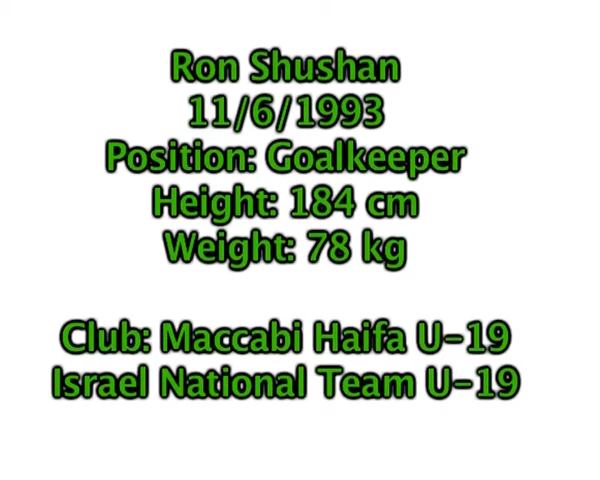 Ron Shushan
11/6/1993
Position: Goalkeeper
Height: 184 cm
Weight: 78 kg
Club: Maccabi Haifa U-19
Israel National Team U-19